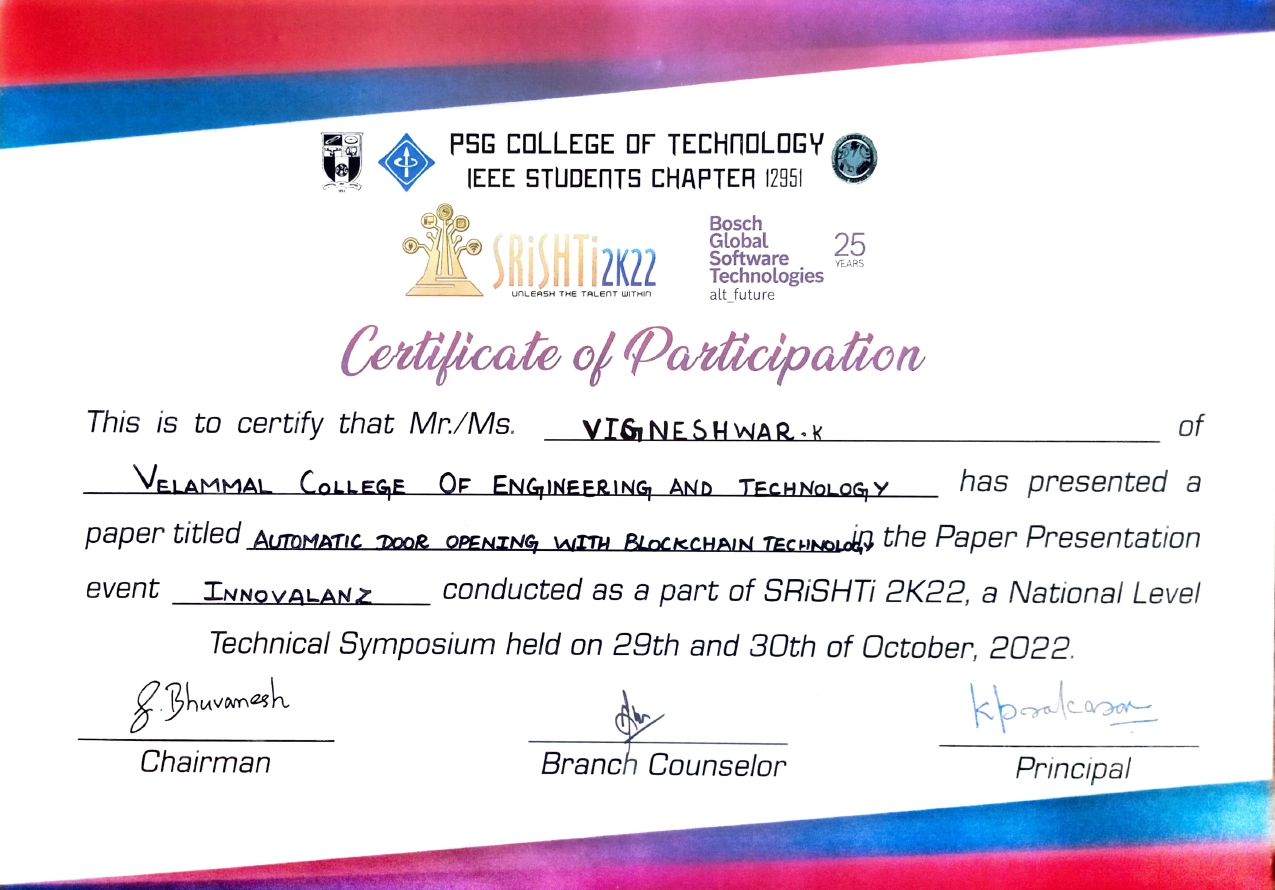 PSG COLLEGE OF TECHNOLOGY
IEEE STUDENTS CHAPTER 12951
SRiSHTi 2K22
UNLEASH THE TALENT WITHIN
Bosch
Global
Software
Technologies
alt_future
25
YEARS
Certificate of Participation
This is to certify that Mr./Ms. VIGNESHWAR.K of
VELAMMAL COLLEGE OF ENGINEERING AND TECHNOLOGY has presented a
paper titled AUTOMATIC DOOR OPENING WITH BLOCKCHAIN TECHNOLOGY in the Paper Presentation
event INNOVALANZ conducted as a part of SRiSHTi 2K22, a National Level
Technical Symposium held on 29th and 30th of October, 2022.
g. Bhuvanesh
Chairman
Branch Counselor
Principal